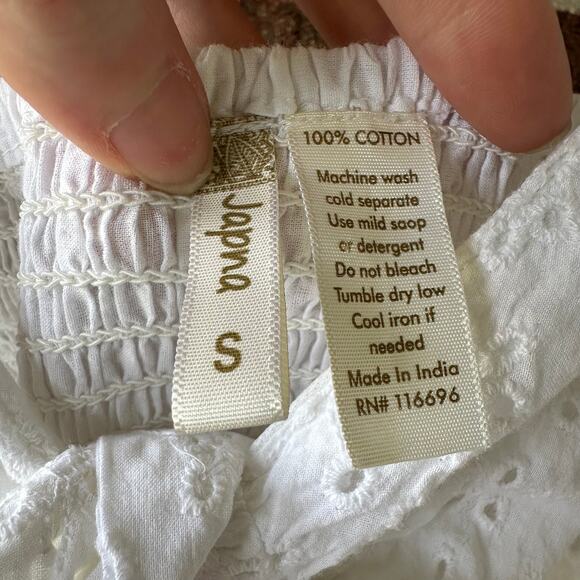 Japna
S
100% COTTON
Machine wash
cold separate
Use mild soap
or detergent
Do not bleach
Tumble dry low
Cool iron if
needed
Made In India
RN# 116696